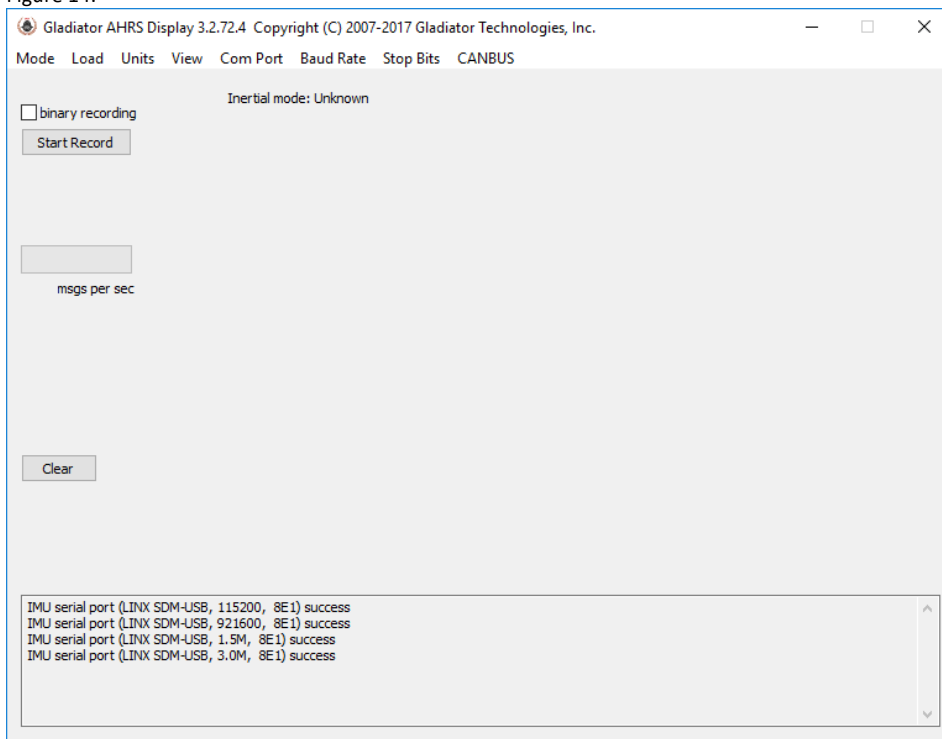 Gladiator AHRS Display 3.2.72.4 Copyright (C) 2007-2017 Gladiator Technologies, Inc.
Mode Load Units View Com Port Baud Rate Stop Bits CANBUS
Inertial mode: Unknown
binary recording
Start Record
msgs per sec
Clear
IMU serial port (LINX SDM-USB, 115200, 8E1) success
IMU serial port (LINX SDM-USB, 921600, 8E1) success
IMU serial port (LINX SDM-USB, 1.5M, 8E1) success
IMU serial port (LINX SDM-USB, 3.0M, 8E1) success